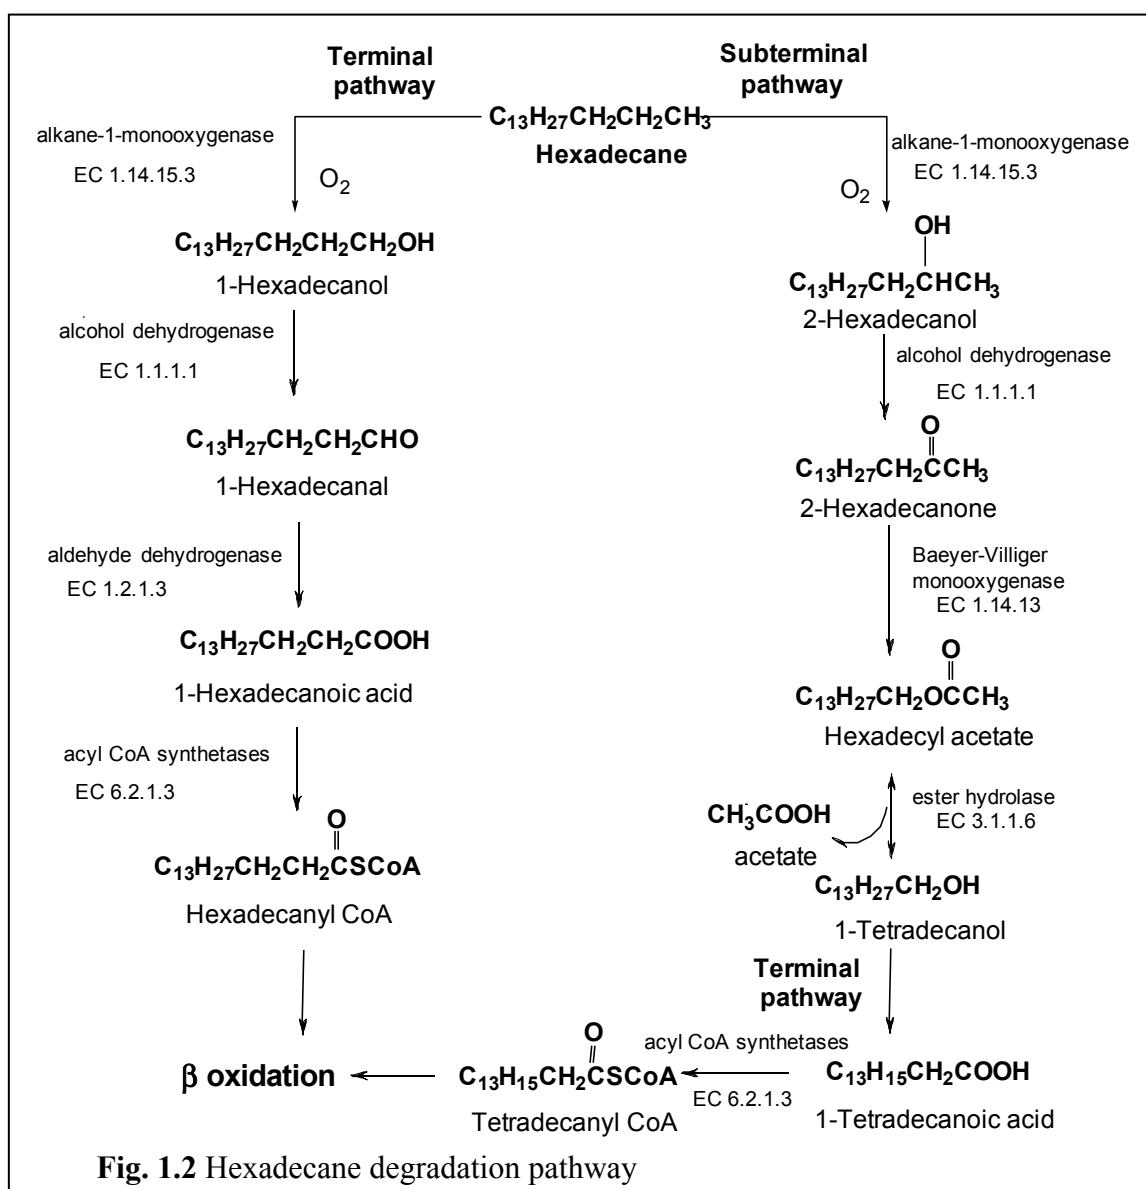 Terminal
pathway
Subterminal
pathway
C₁₃H₂₇CH₂CH₂CH₃
Hexadecane
alkane-1-monooxygenase
EC 1.14.15.3
O₂
C₁₃H₂₇CH₂CH₂CH₂OH
1-Hexadecanol
alcohol dehydrogenase
EC 1.1.1.1
C₁₃H₂₇CH₂CH₂CHO
1-Hexadecanal
aldehyde dehydrogenase
EC 1.2.1.3
C₁₃H₂₇CH₂CH₂COOH
1-Hexadecanoic acid
acyl CoA synthetases
EC 6.2.1.3
O
C₁₃H₂₇CH₂CH₂CSCoA
Hexadecanyl CoA
β oxidation
alkane-1-monooxygenase
EC 1.14.15.3
O₂
OH
C₁₃H₂₇CH₂CHCH₃
2-Hexadecanol
alcohol dehydrogenase
EC 1.1.1.1
O
C₁₃H₂₇CH₂CCH₃
2-Hexadecanone
Baeyer-Villiger
monooxygenase
EC 1.14.13
O
C₁₃H₂₇CH₂OCCH₃
Hexadecyl acetate
ester hydrolase
EC 3.1.1.6
CH₃COOH
acetate
C₁₃H₂₇CH₂OH
1-Tetradecanol
Terminal
pathway
C₁₃H₁₅CH₂COOH
1-Tetradecanoic acid
acyl CoA synthetases
EC 6.2.1.3
O
C₁₃H₁₅CH₂CSCoA
Tetradecanyl CoA
Fig. 1.2 Hexadecane degradation pathway